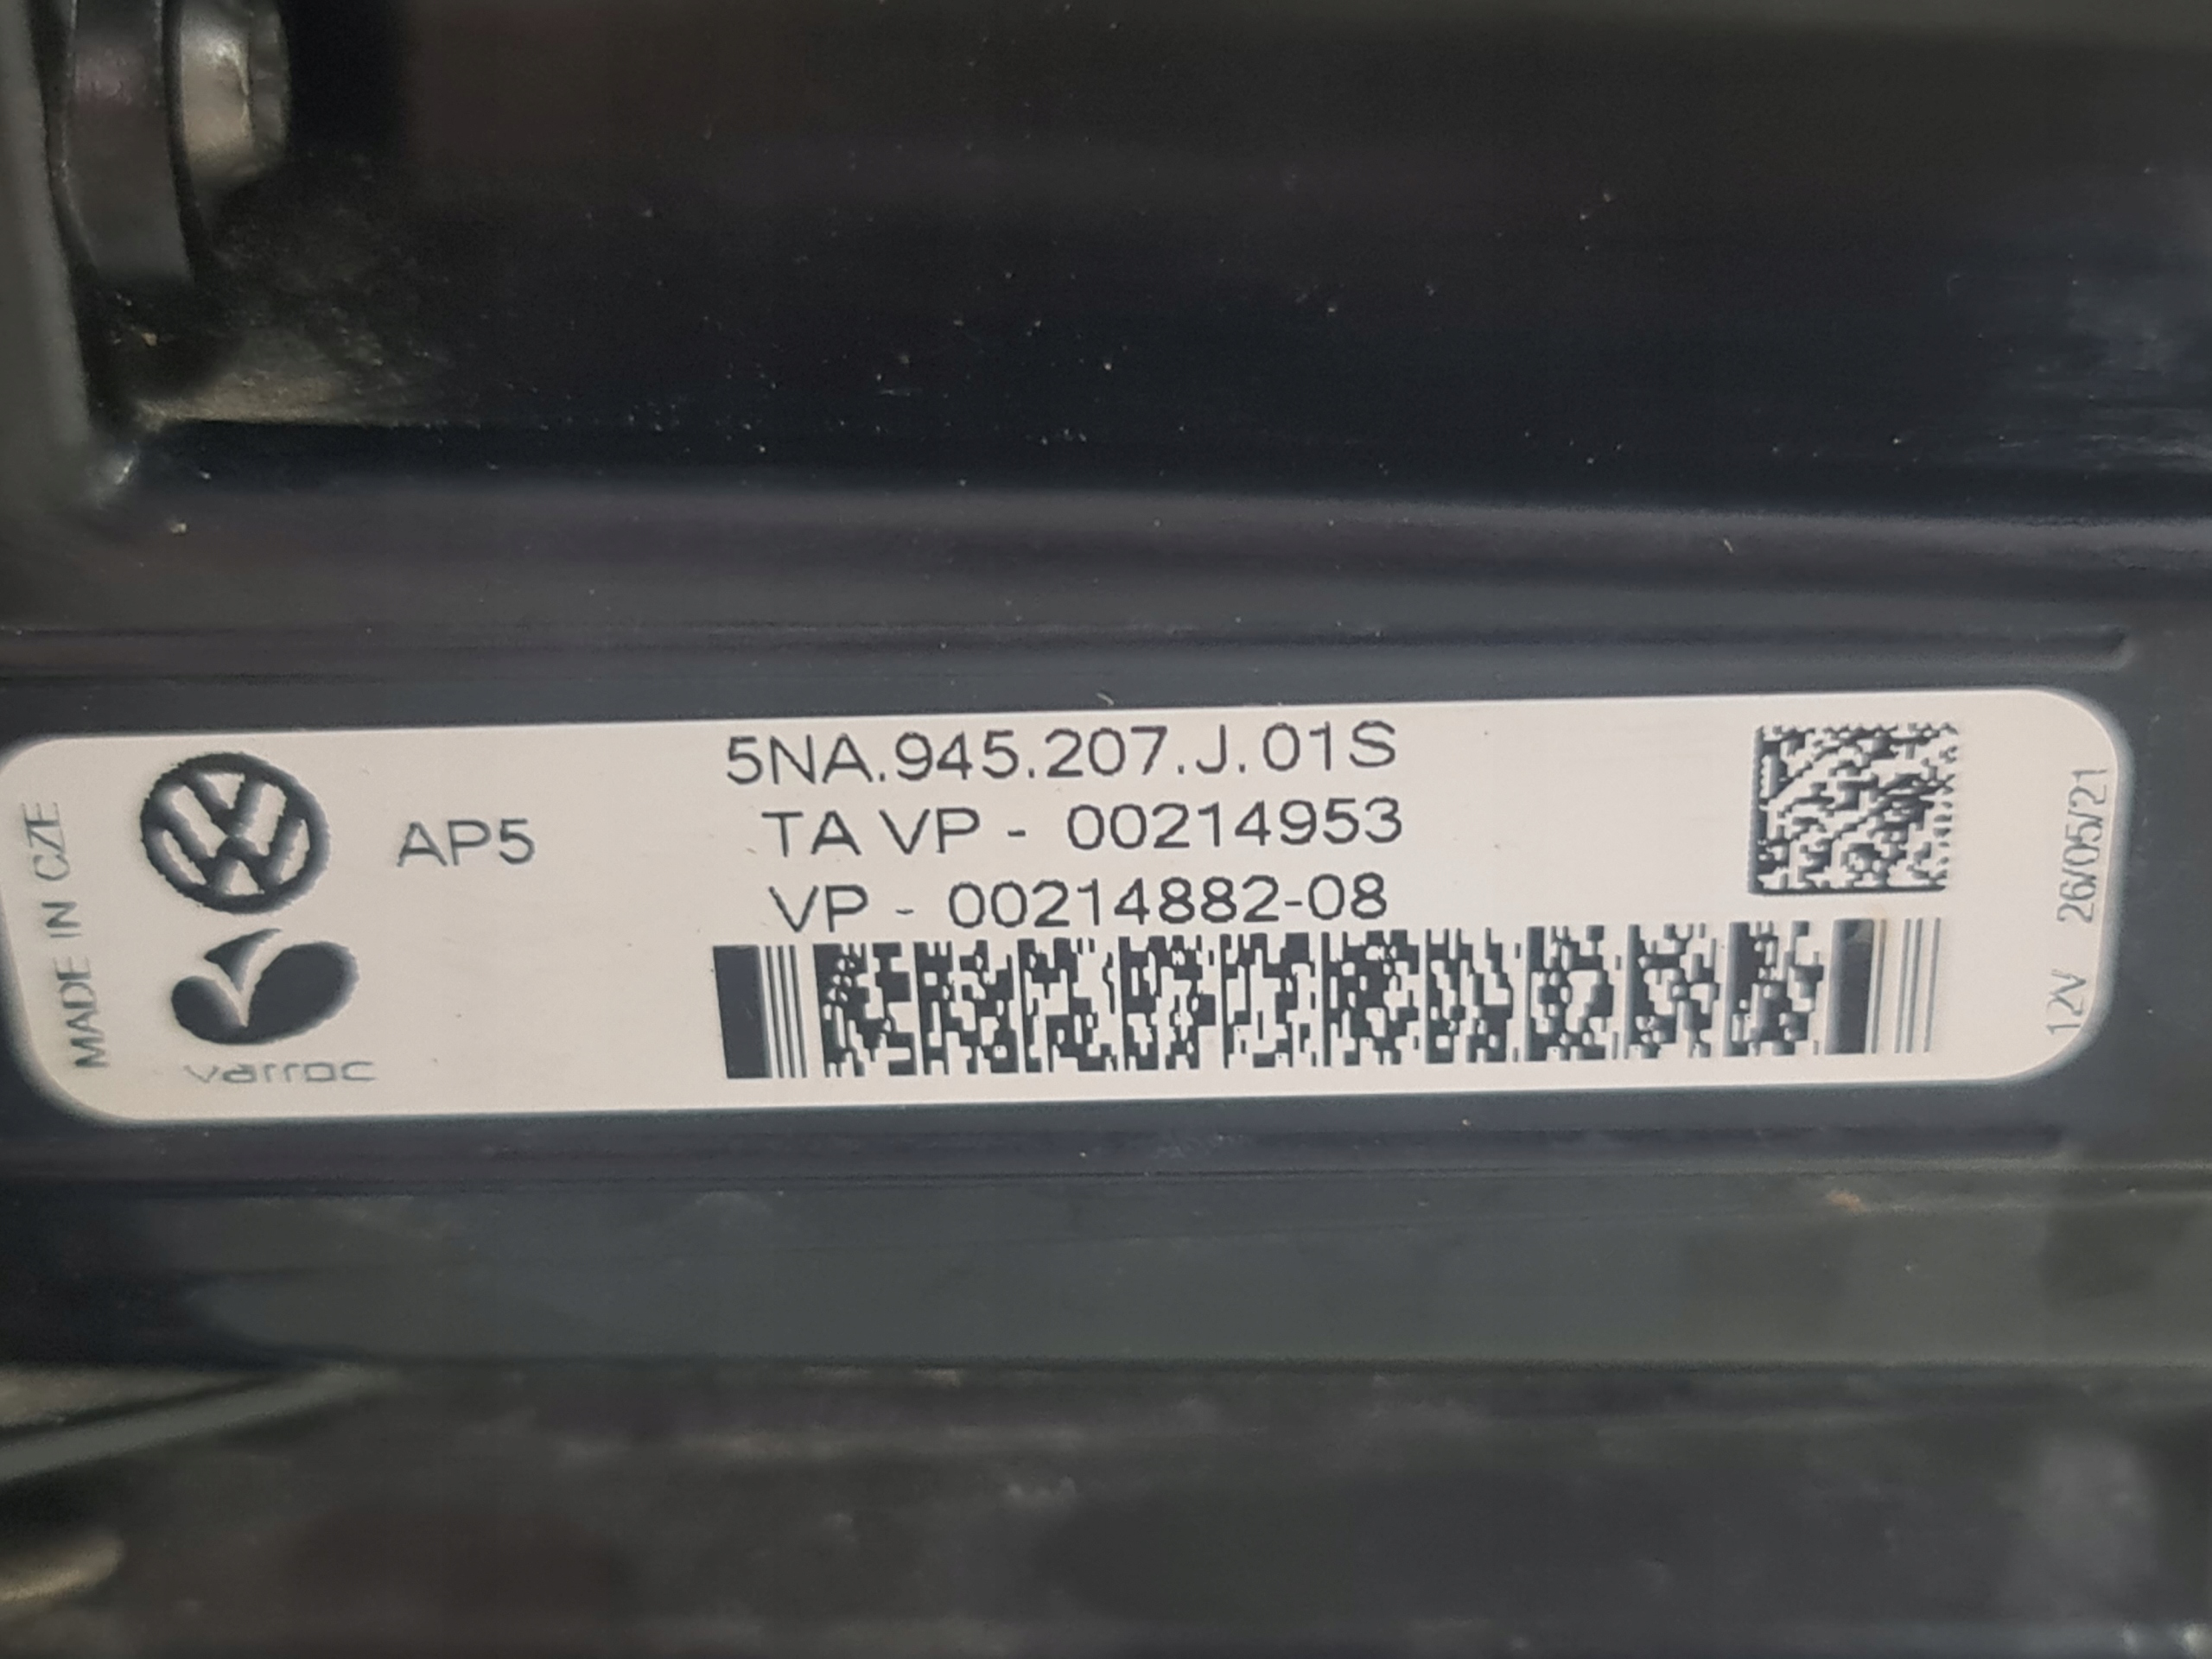 MADE IN CZE
AP5
varroc
5NA.945.207.J.01S
TA VP - 00214953
VP - 00214882-08
12V 26/05/21